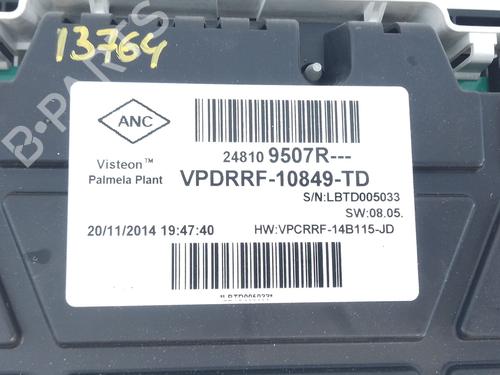 13764
B-PARTS
ANC
24810 9507R---
Visteon™
Palmela Plant
VPDRRF-10849-TD
S/N:LBTD005033
SW:08.05.
20/11/2014 19:47:40
HW:VPCRRF-14B115-JD
*LBTD005033*